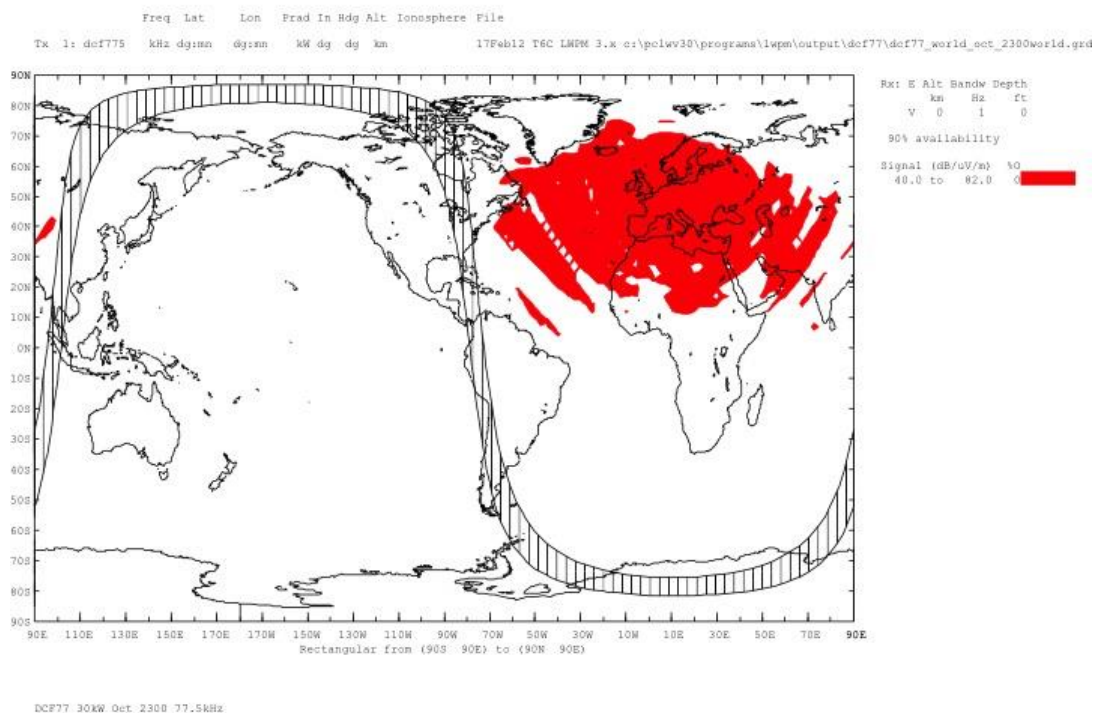 Freq Lat Lon Prad In Hdg Alt Ionosphere File
Tx 1: dcf775 kHz dg:mn dg:mn kW dg dg km 17Feb12 T6C LWPM 3.x c:\pclwv30\programs\lwpm\output\dcf77\dcf77_world_oct_2300world.grd
90N
80N
70N
60N
50N
40N
30N
20N
10N
0N
10S
20S
30S
40S
50S
60S
70S
80S
90S
90E 110E 130E 150E 170E 170W 150W 130W 110W 90W 70W 50W 30W 10W 10E 30E 50E 70E 90E
Rectangular from (90S 90E) to (90N 90E)
Rx: E Alt Bandw Depth
km Hz ft
V 0 1 0
90% availability
Signal (dB/uV/m) %O
40.0 to 82.0 0
DCF77 30kW Oct 2300 77.5kHz